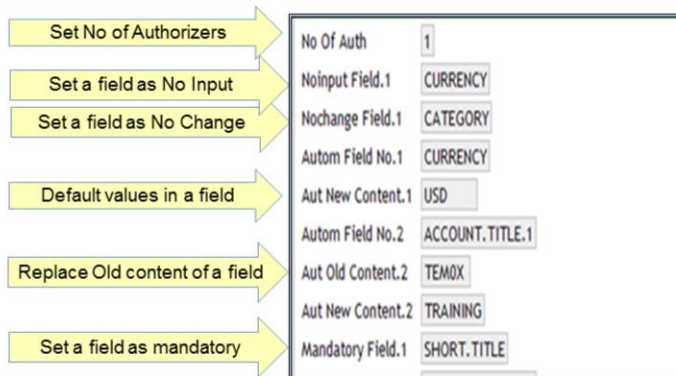 Set No of Authorizers
No Of Auth 1
Set a field as No Input
Noinput Field.1 CURRENCY
Set a field as No Change
Nochange Field.1 CATEGORY
Autom Field No.1 CURRENCY
Default values in a field
Aut New Content.1 USD
Autom Field No.2 ACCOUNT.TITLE.1
Replace Old content of a field
Aut Old Content.2 TEMOX
Aut New Content.2 TRAINING
Set a field as mandatory
Mandatory Field.1 SHORT.TITLE